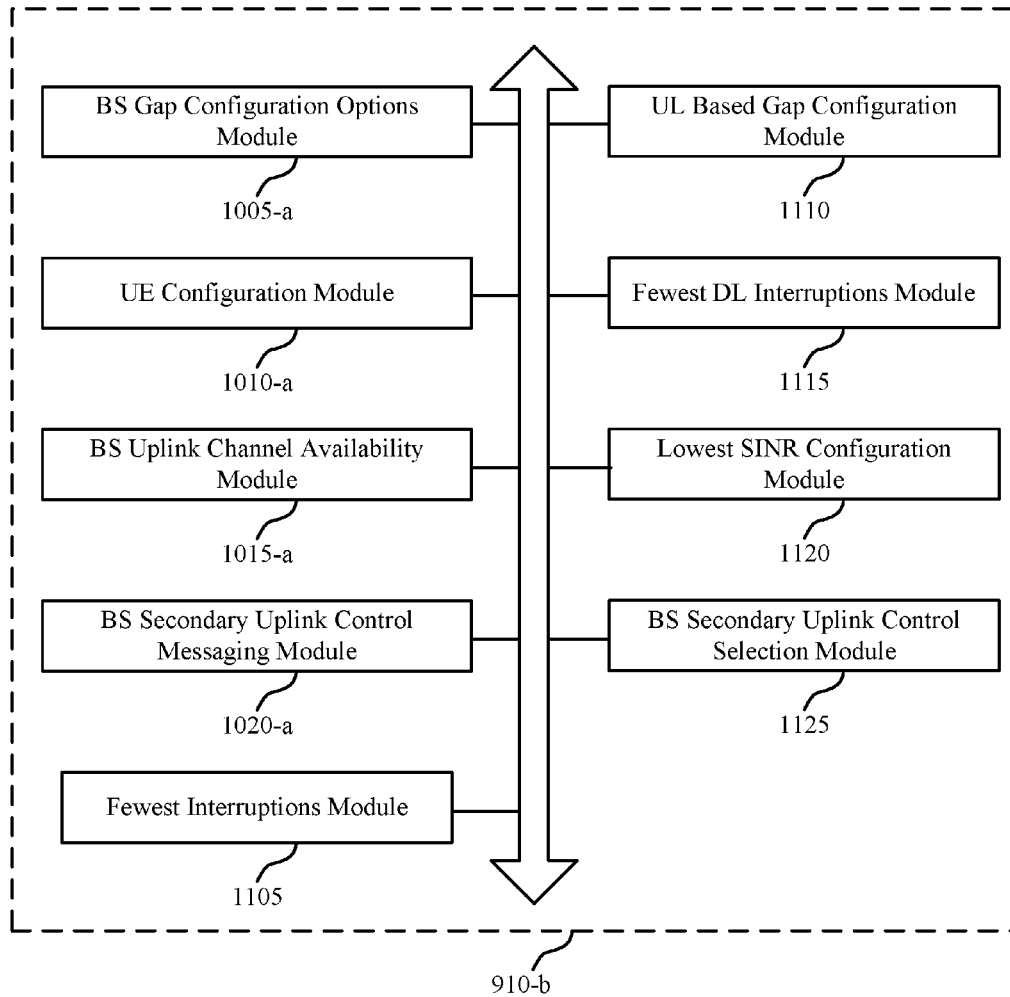 BS Gap Configuration Options
Module
1005-a
UL Based Gap Configuration
Module
1110
UE Configuration Module
1010-a
Fewest DL Interruptions Module
1115
BS Uplink Channel Availability
Module
1015-a
Lowest SINR Configuration
Module
1120
BS Secondary Uplink Control
Messaging Module
1020-a
BS Secondary Uplink Control
Selection Module
1125
Fewest Interruptions Module
1105
910-b